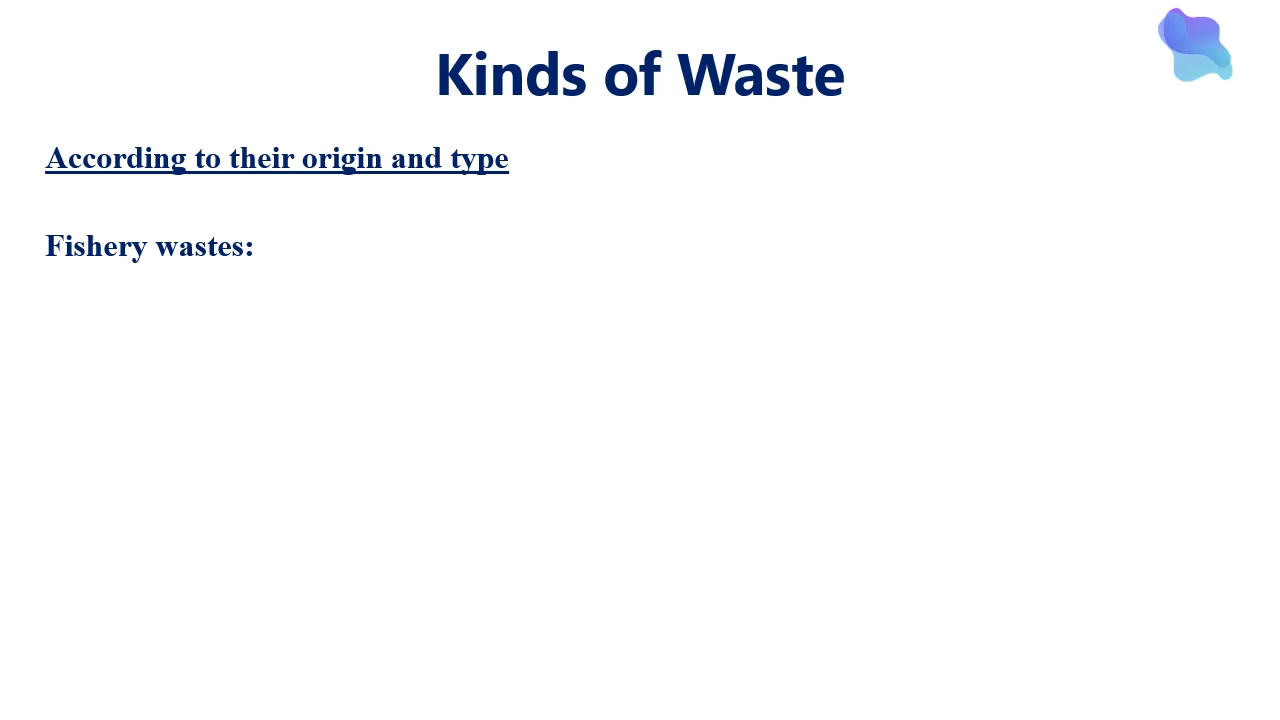 Kinds of Waste
According to their origin and type
Fishery wastes: